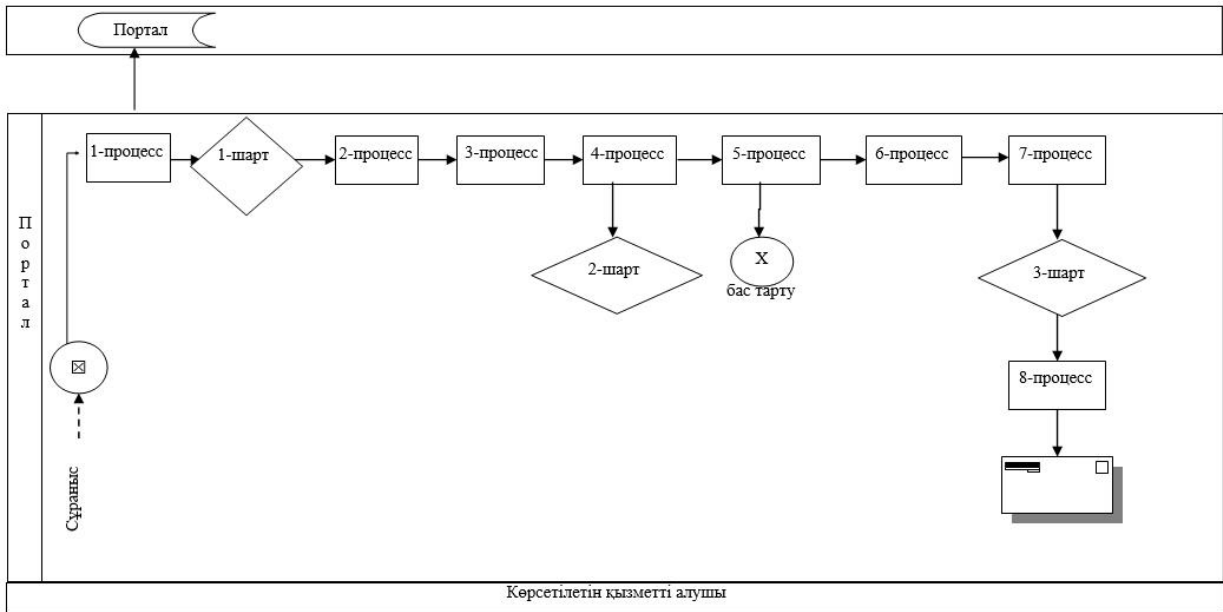 Портал
1-процесс
1-шарт
2-процесс
3-процесс
4-процесс
5-процесс
6-процесс
7-процесс
2-шарт
X
бас тарту
3-шарт
Портал
8-процесс
Сұраныс
Көрсетілетін қызметті алушы